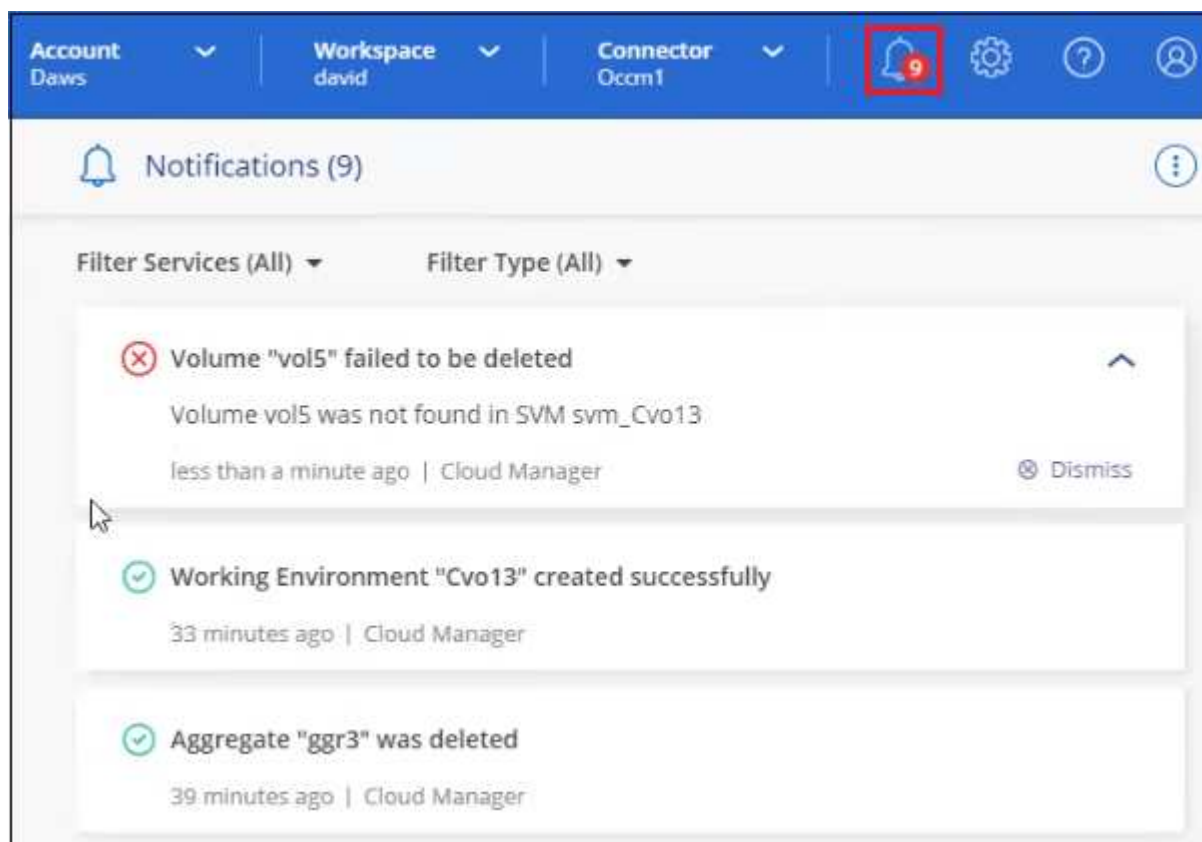 Account
Daws
Workspace
david
Connector
Occm1
9
Notifications (9)
Filter Services (All)
Filter Type (All)
Volume "vol5" failed to be deleted
Volume vol5 was not found in SVM svm_Cvo13
less than a minute ago | Cloud Manager
Dismiss
Working Environment "Cvo13" created successfully
33 minutes ago | Cloud Manager
Aggregate "ggr3" was deleted
39 minutes ago | Cloud Manager